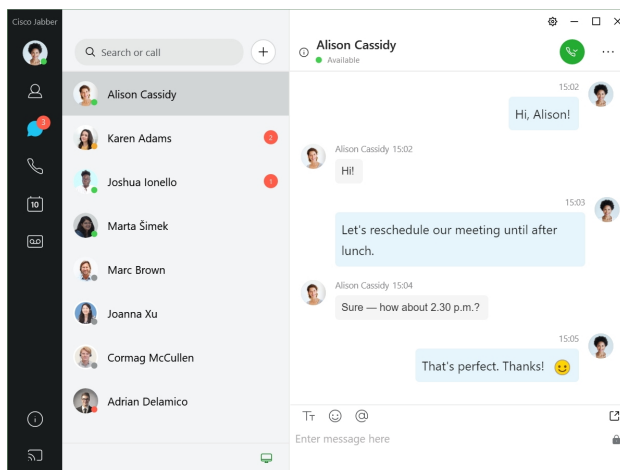 Cisco Jabber
3
10
Search or call
Alison Cassidy
Karen Adams
2
Joshua Ionello
1
Marta Šimek
Marc Brown
Joanna Xu
Cormag McCullen
Adrian Delamico
Alison Cassidy
Available
15:02
Hi, Alison!
Alison Cassidy 15:02
Hi!
15:03
Let's reschedule our meeting until after
lunch.
Alison Cassidy 15:04
Sure — how about 2.30 p.m.?
15:05
That's perfect. Thanks!
Enter message here